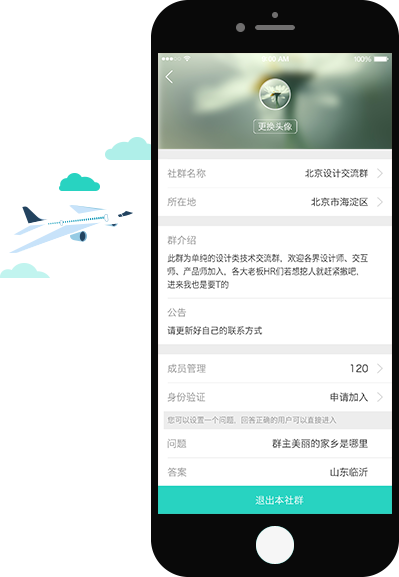 100%
更换头像
社群名称 北京设计交流群
所在地 北京市海淀区
群介绍
此群为单纯的设计类技术交流群，欢迎各界设计师、交互
师、产品师加入，各大老板HR们若想挖人就赶紧撤吧，
进来我也是要T的
公告
请更新好自己的联系方式
成员管理 120
身份验证 申请加入
您可以设置一个问题，回答正确的用户可以直接进入
问题 群主美丽的家乡是哪里
答案 山东临沂
退出本社群